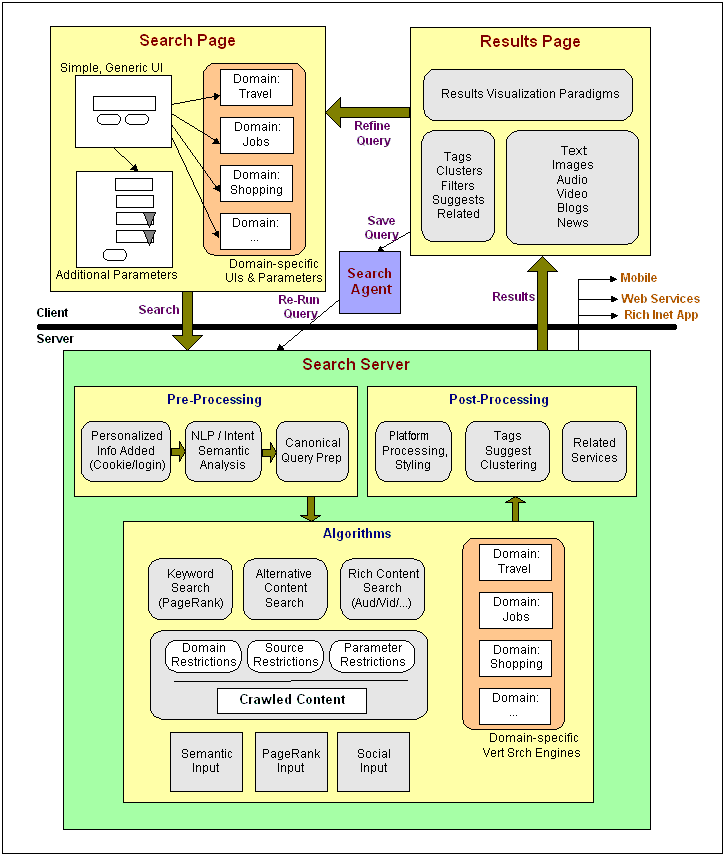 Search Page
Simple, Generic UI
Domain:
Travel
Domain:
Jobs
Domain:
Shopping
Domain:
...
Additional Parameters
Domain-specific
UIs & Parameters
Results Page
Results Visualization Paradigms
Tags
Clusters
Filters
Suggests
Related
Text
Images
Audio
Video
Blogs
News
Refine
Query
Save
Query
Search
Agent
Re-Run
Query
Search
Results
Mobile
Web Services
Rich Inet App
Client
Server
Search Server
Pre-Processing
Personalized
Info Added
(Cookie/login)
NLP / Intent
Semantic
Analysis
Canonical
Query Prep
Post-Processing
Platform
Processing,
Styling
Tags
Suggest
Clustering
Related
Services
Algorithms
Keyword
Search
(PageRank)
Alternative
Content
Search
Rich Content
Search
(Aud/Vid/...)
Domain
Restrictions
Source
Restrictions
Parameter
Restrictions
Crawled Content
Semantic
Input
PageRank
Input
Social
Input
Domain:
Travel
Domain:
Jobs
Domain:
Shopping
Domain:
...
Domain-specific
Vert Srch Engines